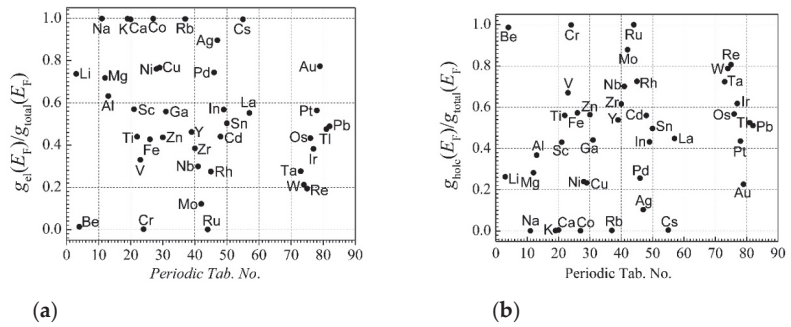 (a)
g_el(E_F)/g_total(E_F)
1.0
0.8
0.6
0.4
0.2
0.0
Na
K
Ca
Co
Rb
Cs
Ag
Li
Mg
Ni
Cu
Pd
Au
Al
Sc
Ga
In
La
Pt
Sn
Pb
Ti
Fe
Zn
Y
Zr
Cd
Os
Tl
Ir
V
Nb
Rh
Ta
W
Re
Mo
Be
Cr
Ru
0 10 20 30 40 50 60 70 80 90
Periodic Tab. No.
(a)
(b)
g_hole(E_F)/g_total(E_F)
1.0
0.8
0.6
0.4
0.2
0.0
Be
Cr
Ru
Mo
Re
W
Ta
V
Nb
Rh
Zn
Zr
Ir
Ti
Fe
Y
Cd
Os
Tl
Pb
Sn
Al
Sc
Ga
In
La
Pt
Li
Mg
Ni
Cu
Pd
Au
Ag
Na
K
Ca
Co
Rb
Cs
0 10 20 30 40 50 60 70 80 90
Periodic Tab. No.
(b)